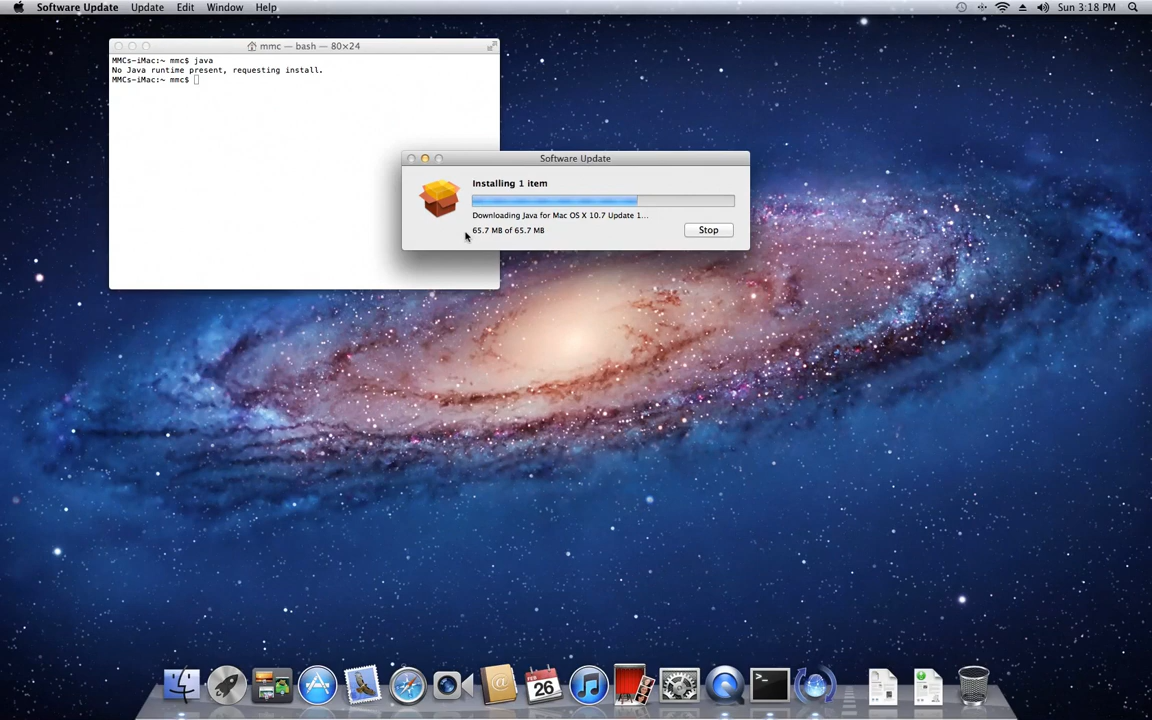 Software Update Update Edit Window Help
Sun 3:18 PM
mmc — bash — 80×24
MMCs-iMac:~ mmc$ java
No Java runtime present, requesting install.
MMCs-iMac:~ mmc$
Software Update
Installing 1 item
Downloading Java for Mac OS X 10.7 Update 1...
65.7 MB of 65.7 MB
Stop
FEB
26